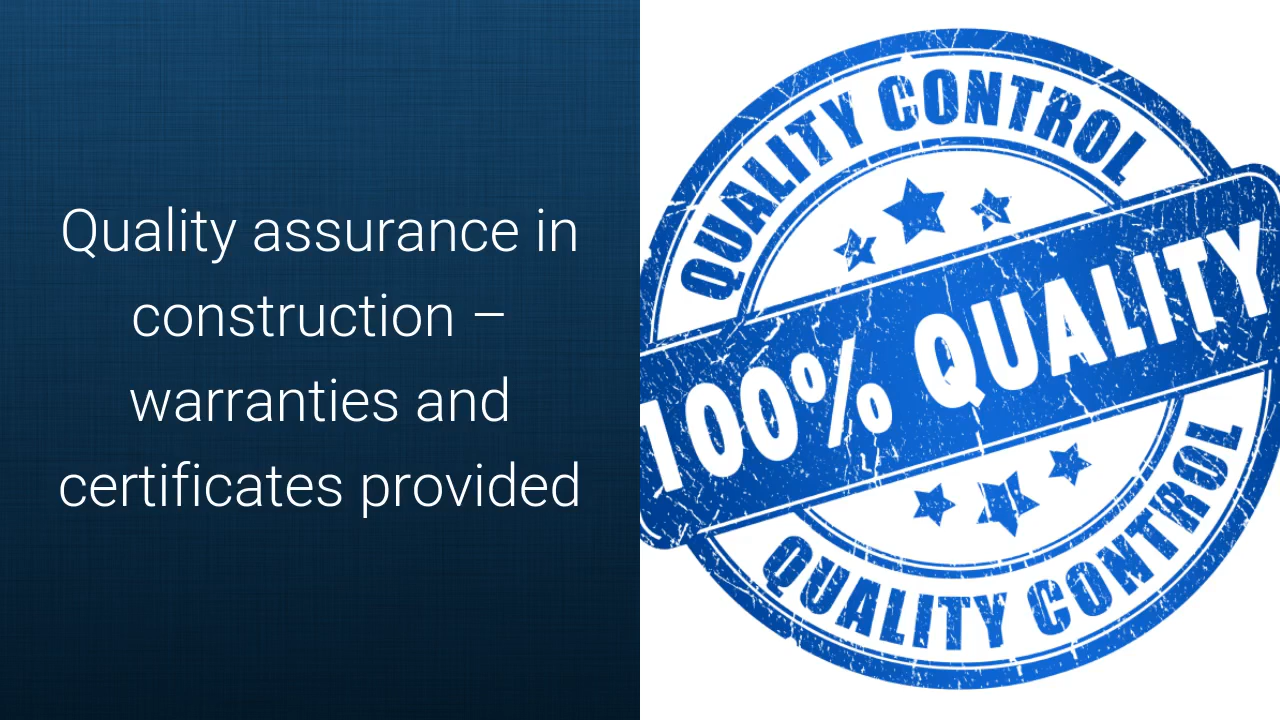 Quality assurance in
construction –
warranties and
certificates provided
QUALITY CONTROL
100% QUALITY
QUALITY CONTROL